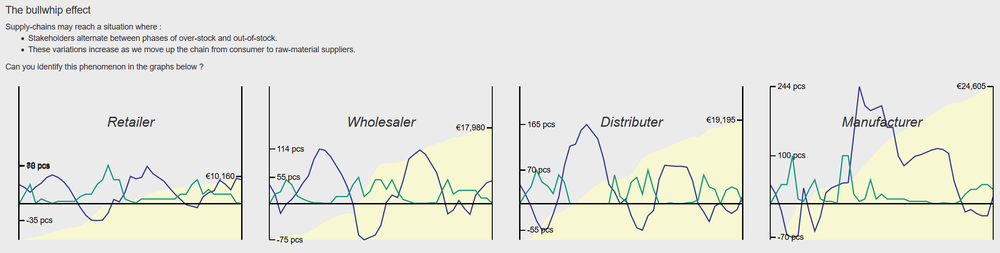 The bullwhip effect
Supply-chains may reach a situation where :
Stakeholders alternate between phases of over-stock and out-of-stock.
These variations increase as we move up the chain from consumer to raw-material suppliers.
Can you identify this phenomenon in the graphs below ?
Retailer
pcs
€10,160
-35 pcs
Wholesaler
€17,980
114 pcs
55 pcs
-75 pcs
Distributer
€19,195
165 pcs
70 pcs
-55 pcs
244 pcs
€24,605
Manufacturer
100 pcs
-70 pcs